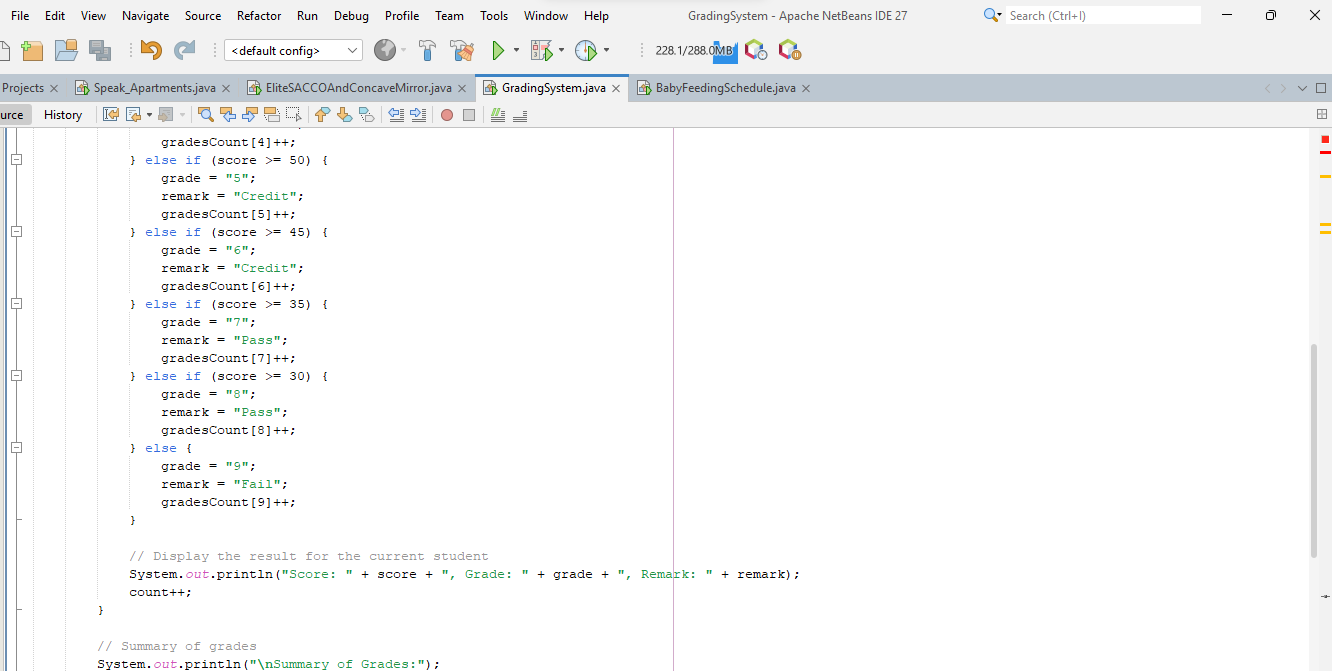 File Edit View Navigate Source Refactor Run Debug Profile Team Tools Window Help GradingSystem - Apache NetBeans IDE 27 Search (Ctrl+I)
<default config> 228.1/288.0MB
Projects Speak_Apartments.java EliteSACCOAndConcaveMirror.java GradingSystem.java BabyFeedingSchedule.java
urce History
gradesCount[4]++;
} else if (score >= 50) {
grade = "5";
remark = "Credit";
gradesCount[5]++;
} else if (score >= 45) {
grade = "6";
remark = "Credit";
gradesCount[6]++;
} else if (score >= 35) {
grade = "7";
remark = "Pass";
gradesCount[7]++;
} else if (score >= 30) {
grade = "8";
remark = "Pass";
gradesCount[8]++;
} else {
grade = "9";
remark = "Fail";
gradesCount[9]++;
}
// Display the result for the current student
System.out.println("Score: " + score + ", Grade: " + grade + ", Remark: " + remark);
count++;
}
// Summary of grades
System.out.println("\nSummary of Grades:");